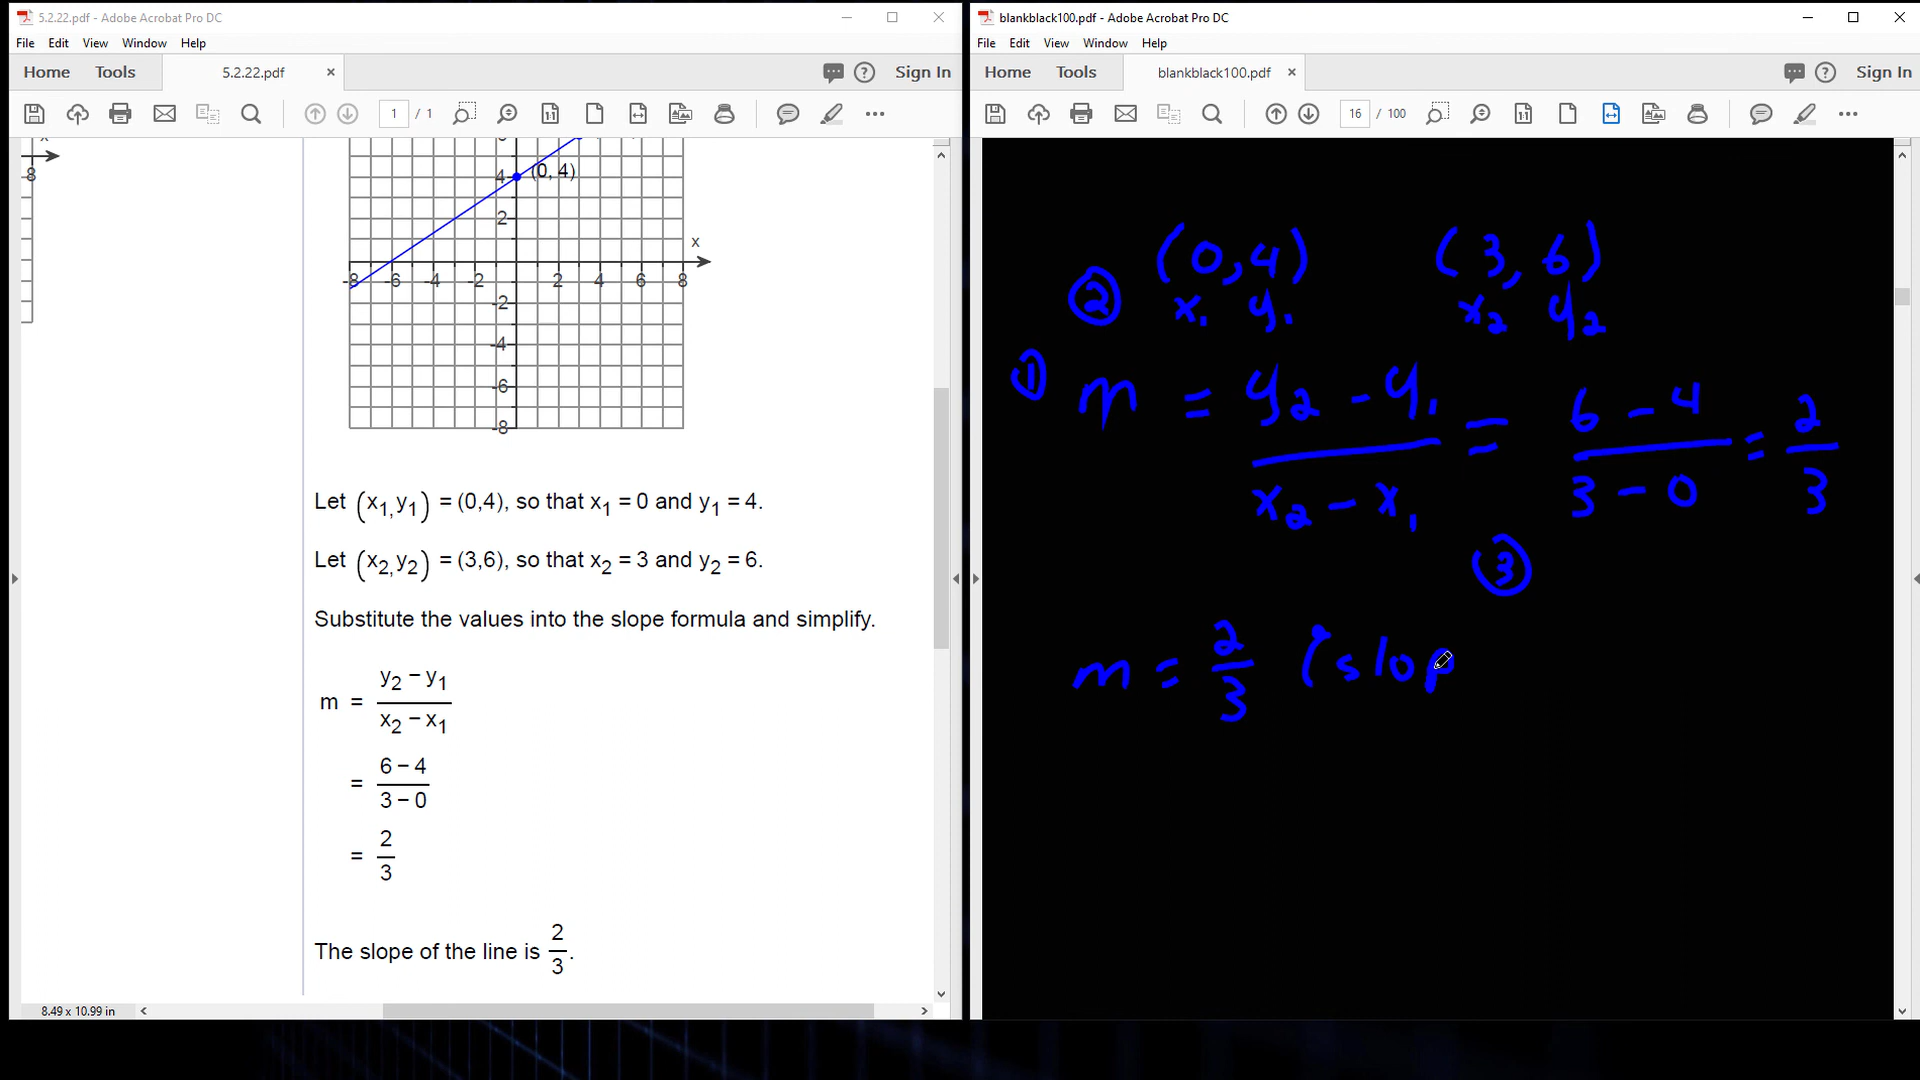 5.2.22.pdf - Adobe Acrobat Pro DC
File Edit View Window Help
Home Tools 5.2.22.pdf × Sign In
1 / 1
x
8
4 (0, 4)
2
x
-8 -6 -4 -2 2 4 6 8
-2
-4
-6
-8
Let (x1,y1) = (0,4), so that x1 = 0 and y1 = 4.
Let (x2,y2) = (3,6), so that x2 = 3 and y2 = 6.
Substitute the values into the slope formula and simplify.
y2 − y1
m =
x2 − x1
6 − 4
=
3 − 0
2
=
3
The slope of the line is 2/3.
8.49 x 10.99 in
blankblack100.pdf - Adobe Acrobat Pro DC
File Edit View Window Help
Home Tools blankblack100.pdf × Sign In
16 / 100
(0,4) (3,6)
② x1 y1 x2 y2
① m = y2 - y1 = 6 - 4 = 2
x2 - x1 3 - 0 3
③
m = 2/3 (slop